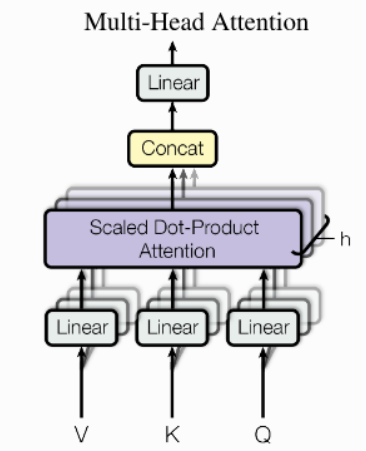 Multi-Head Attention
Linear
Concat
Scaled Dot-Product
Attention
h
Linear
Linear
Linear
V
K
Q